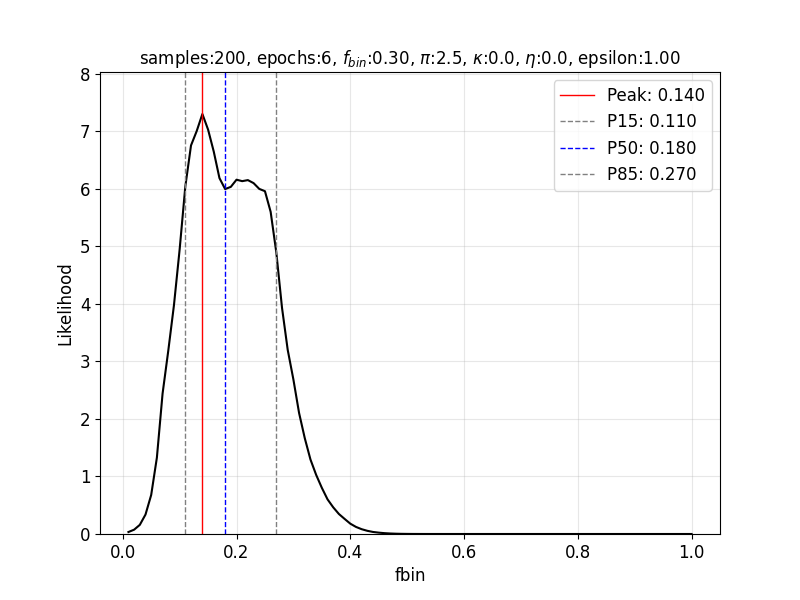 samples:200, epochs:6, f_bin:0.30, π:2.5, κ:0.0, η:0.0, epsilon:1.00
Peak: 0.140
P15: 0.110
P50: 0.180
P85: 0.270
8
7
6
5
4
3
2
1
0
Likelihood
0.0 0.2 0.4 0.6 0.8 1.0
fbin